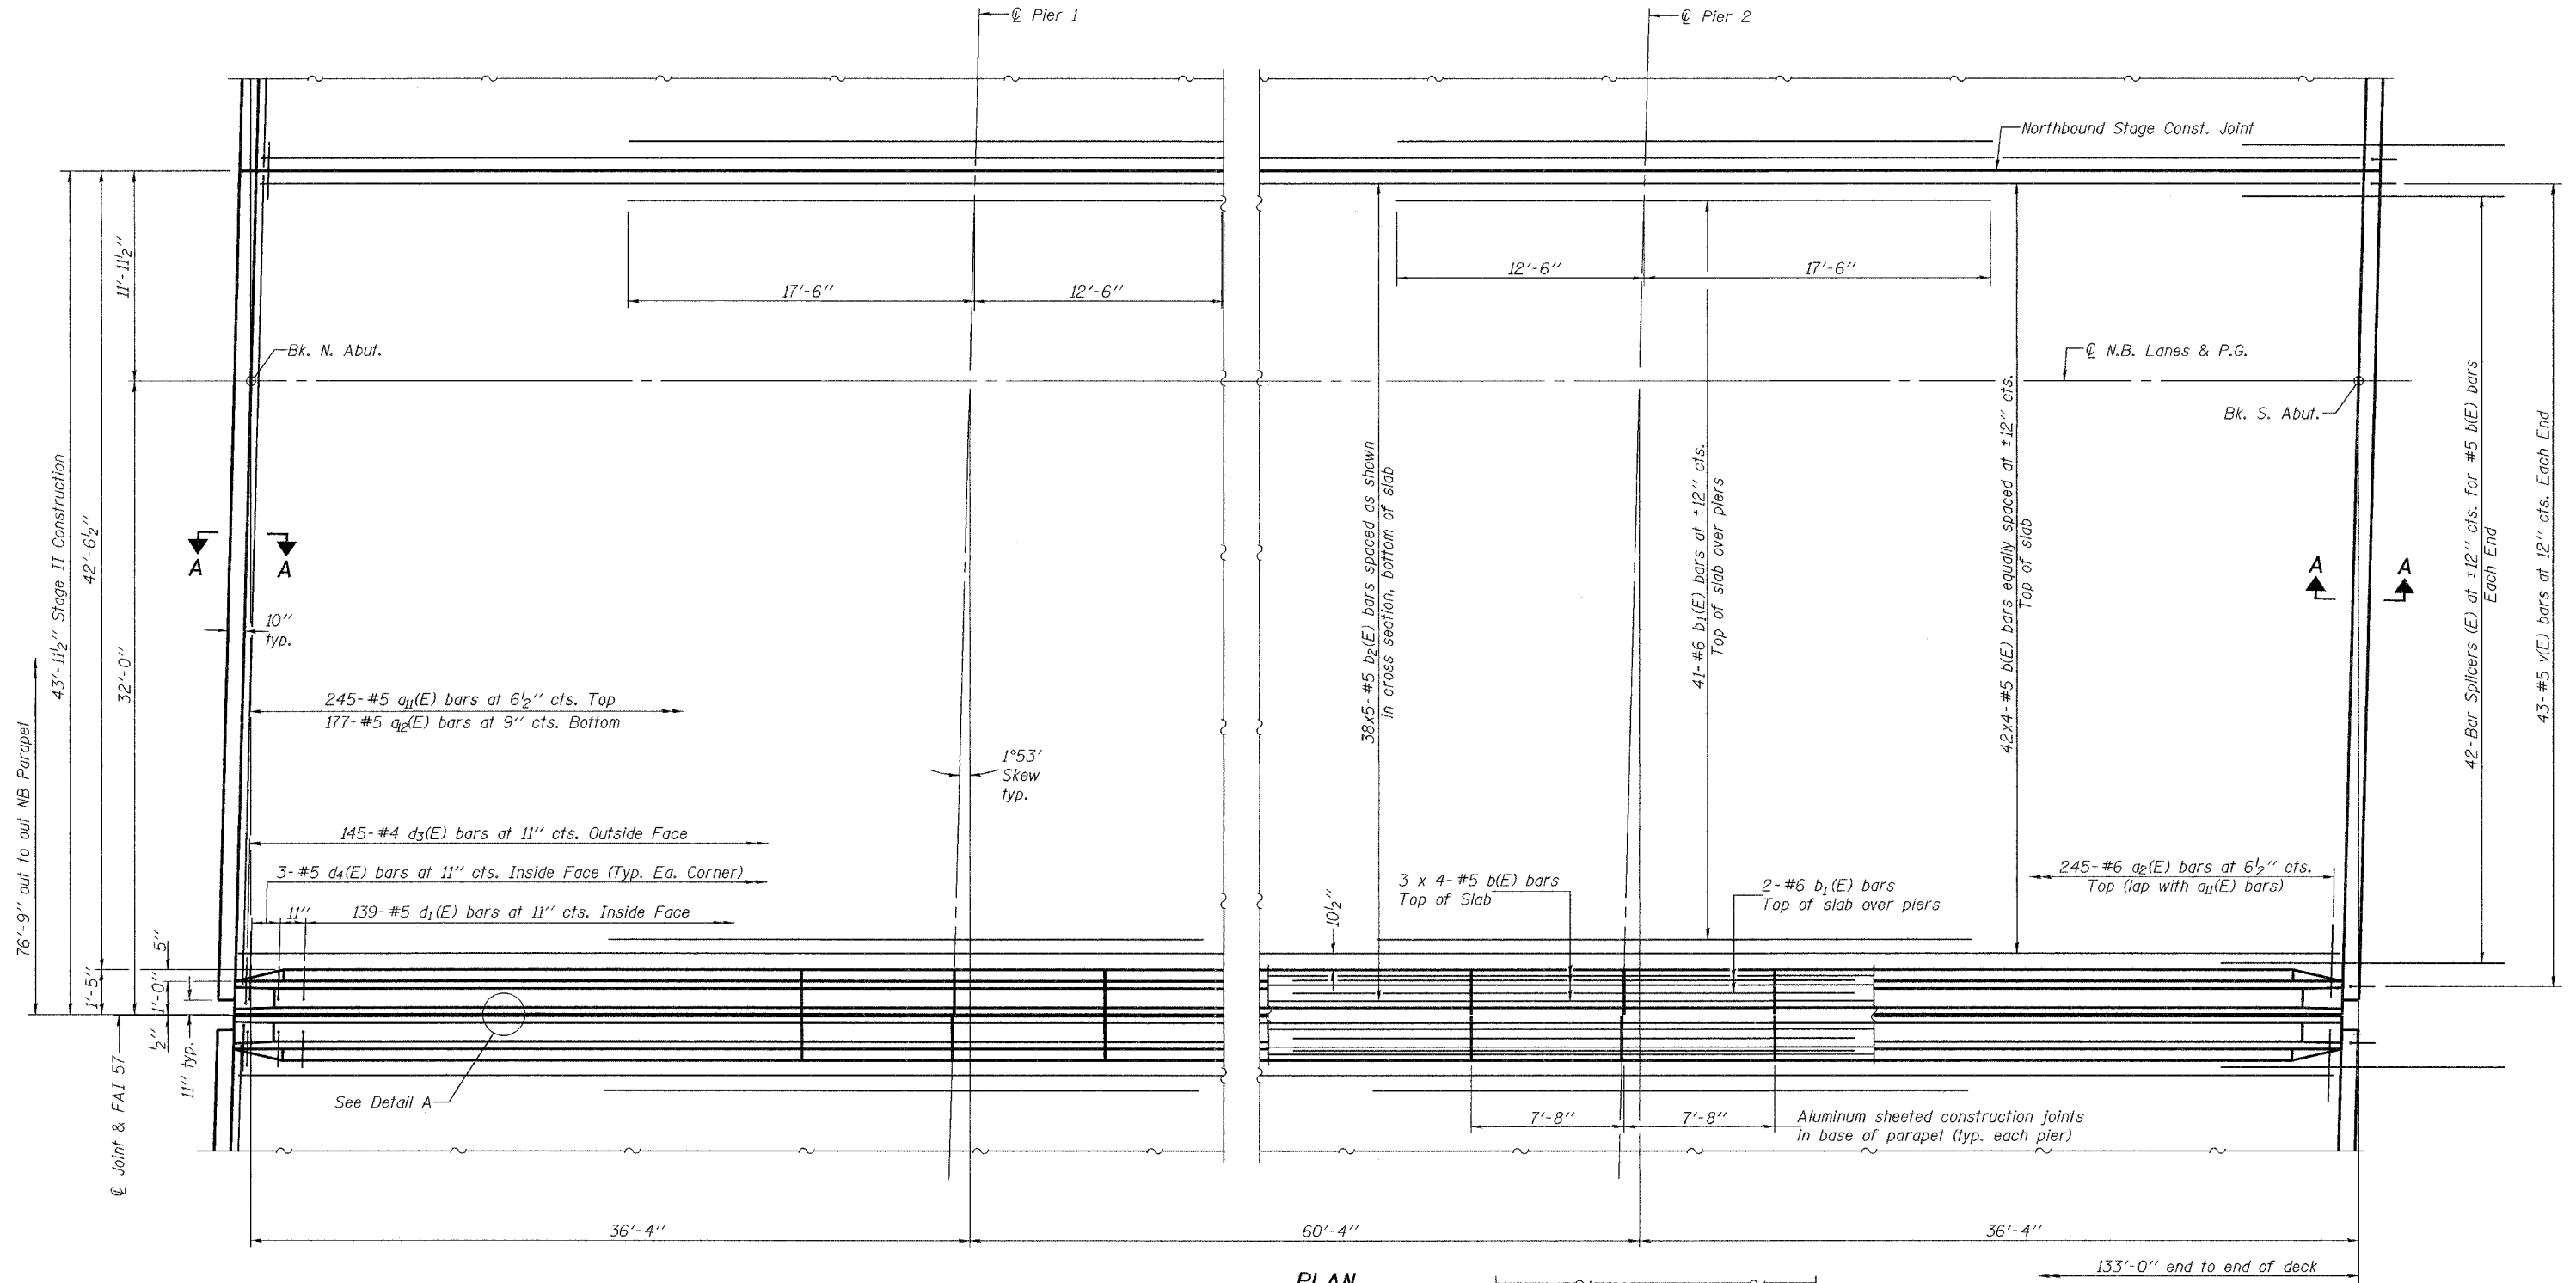 ℄ Pier 1
℄ Pier 2
Northbound Stage Const. Joint
11'-11½"
12'-6"
17'-6"
17'-6"
12'-6"
Bk. N. Abut.
℄ N.B. Lanes & P.G.
Bk. S. Abut.
43'-11½" Stage II Construction
42'-6½"
32'-0"
76'-9" out to out NB Parapet
A
A
A
A
10"
typ.
38x5-#5 b2(E) bars spaced as shown
in cross section, bottom of slab
41-#6 b1(E) bars at ±12" cts.
Top of slab over piers
42x4-#5 b(E) bars equally spaced at ±12" cts.
Top of slab
42-Bar Splicers (E) at ±12" cts. for #5 b(E) bars
Each End
43-#5 v(E) bars at 12" cts. Each End
245-#5 a11(E) bars at 6½" cts. Top
177-#5 a12(E) bars at 9" cts. Bottom
1°53'
Skew
typ.
145-#4 d3(E) bars at 11" cts. Outside Face
3-#5 d4(E) bars at 11" cts. Inside Face (Typ. Ea. Corner)
11"
139-#5 d1(E) bars at 11" cts. Inside Face
10½"
3 x 4-#5 b(E) bars
Top of Slab
2-#6 b1(E) bars
Top of slab over piers
245-#6 a2(E) bars at 6½" cts.
Top (lap with a11(E) bars)
5"
1'-5"
1'-0"
½"
11" typ.
℄ Joint & FAI 57
See Detail A
7'-8"
7'-8"
Aluminum sheeted construction joints
in base of parapet (typ. each pier)
36'-4"
60'-4"
36'-4"
133'-0" end to end of deck
PLAN